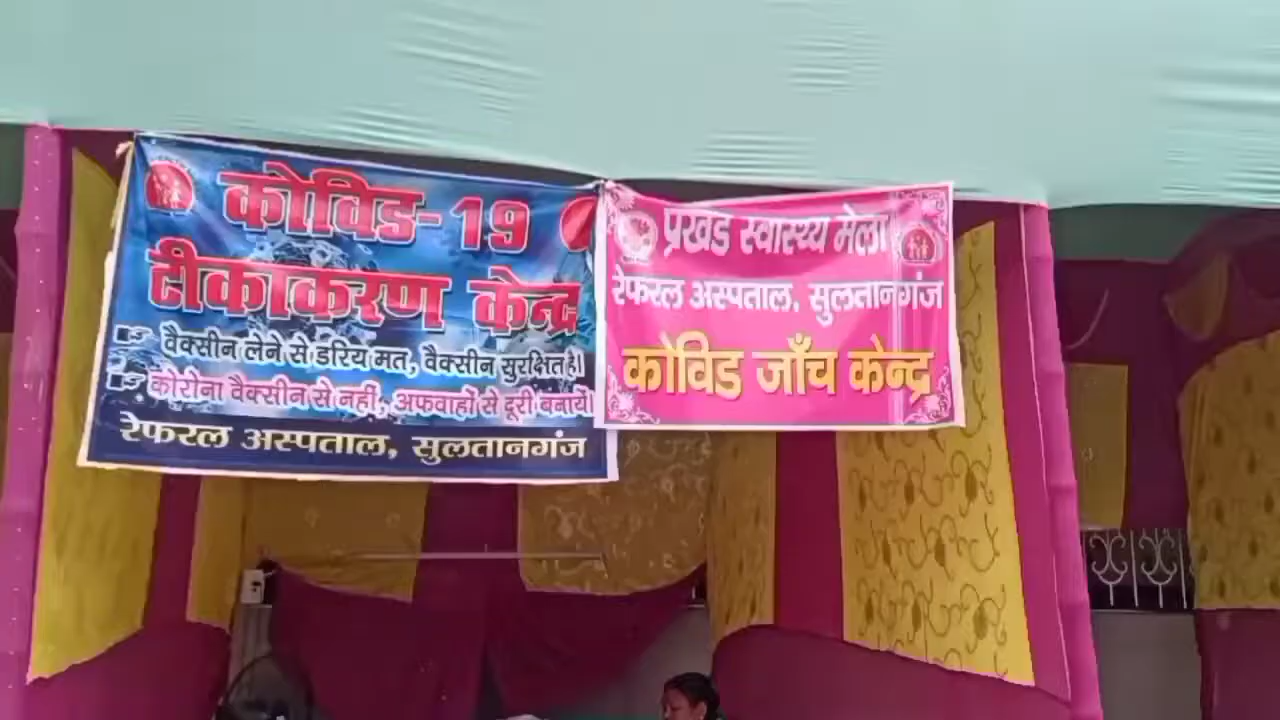 कोविड-19
टीकाकरण केन्द्र
वैक्सीन लेने से डरिय मत, वैक्सीन सुरक्षित है।
कोरोना वैक्सीन से नहीं, अफवाहों से दूरी बनायें।
रेफरल अस्पताल, सुलतानगंज
प्रखंड स्वास्थ्य मेला
रेफरल अस्पताल, सुलतानगंज
कोविड जाँच केन्द्र